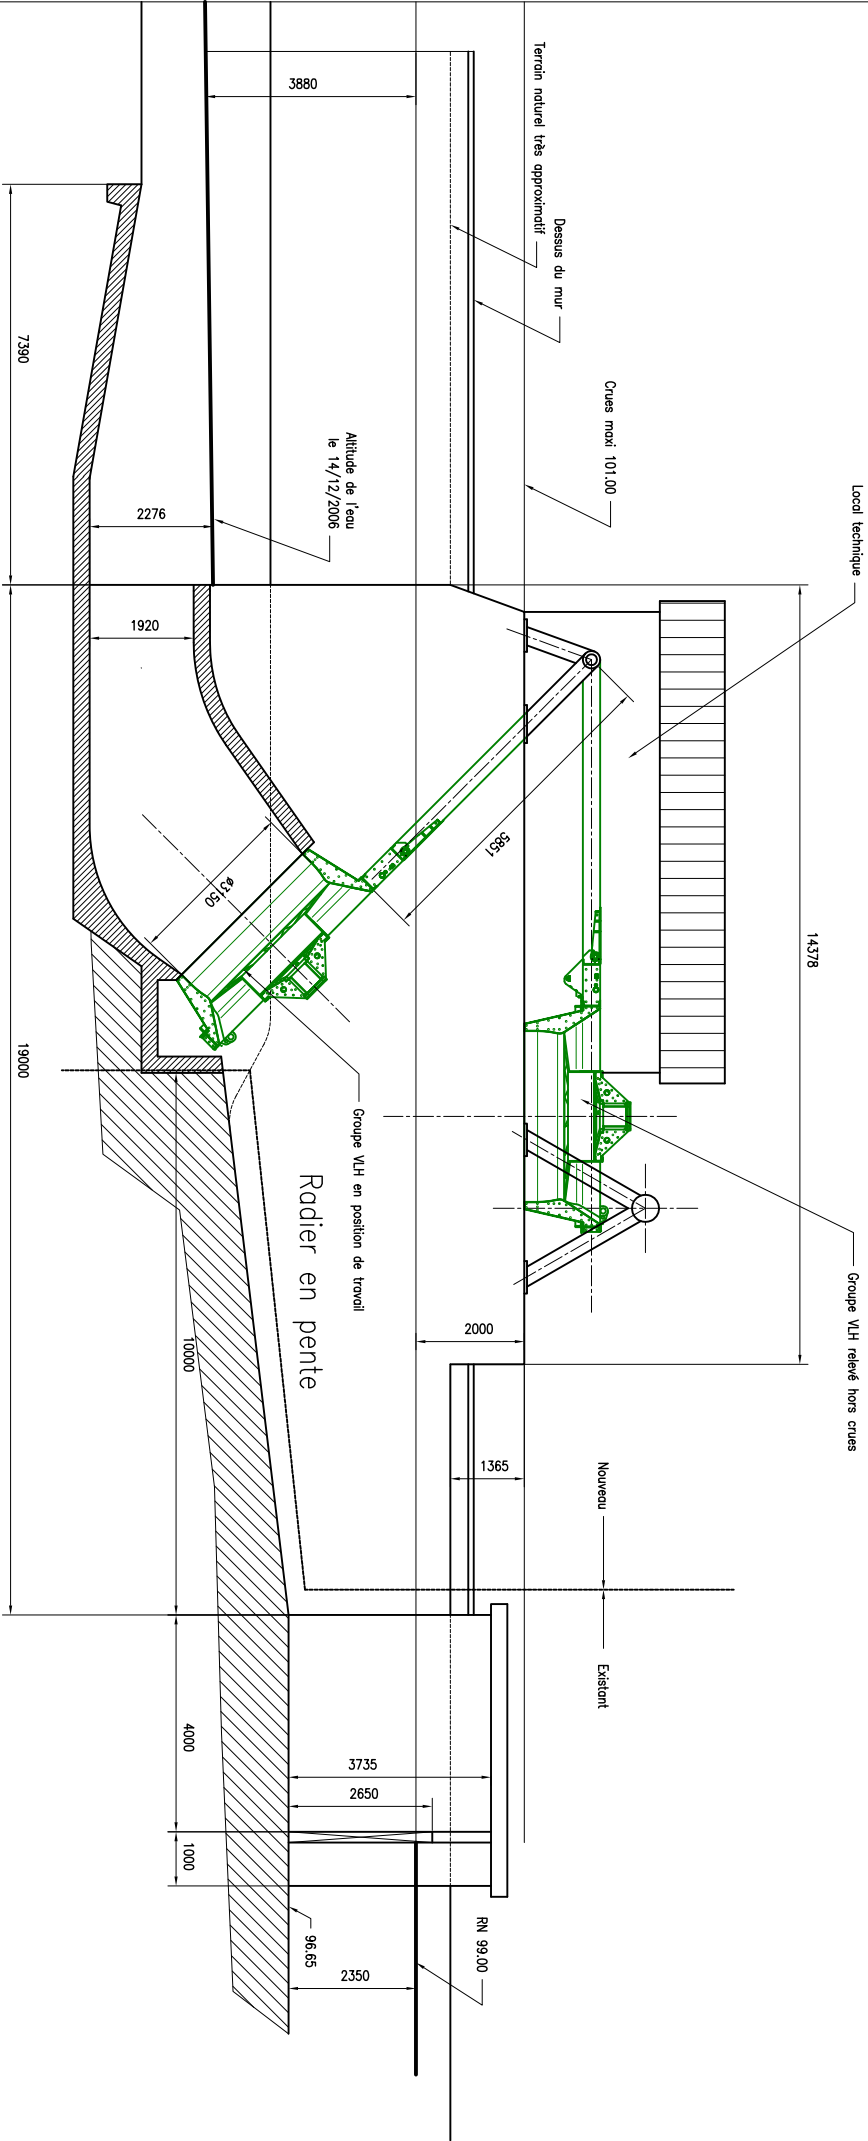 Local technique
Groupe VLH relevé hors crues
14378
Crues maxi 101.00
Nouveau
Existant
Dessus du mur
Terrain naturel très approximatif
5851
2000
1365
RN 99.00
3880
Altitude de l'eau
le 14/12/2006
Groupe VLH en position de travail
Radier en pente
ø3150
3735
2650
2350
96.65
2276
1920
10000
4000
1000
7390
19000